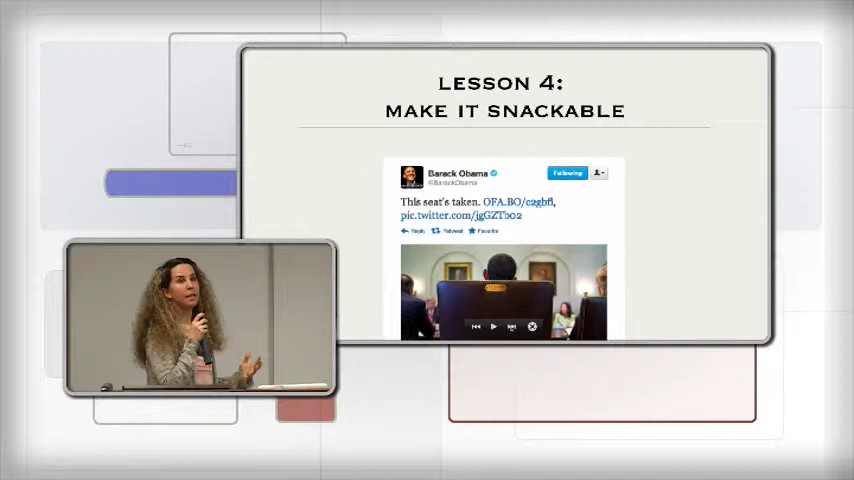 LESSON 4:
MAKE IT SNACKABLE
Barack Obama
@BarackObama
Following
This seat's taken. OFA.BO/c2gbfl,
pic.twitter.com/jgGZTb02
Reply Retweet Favorite